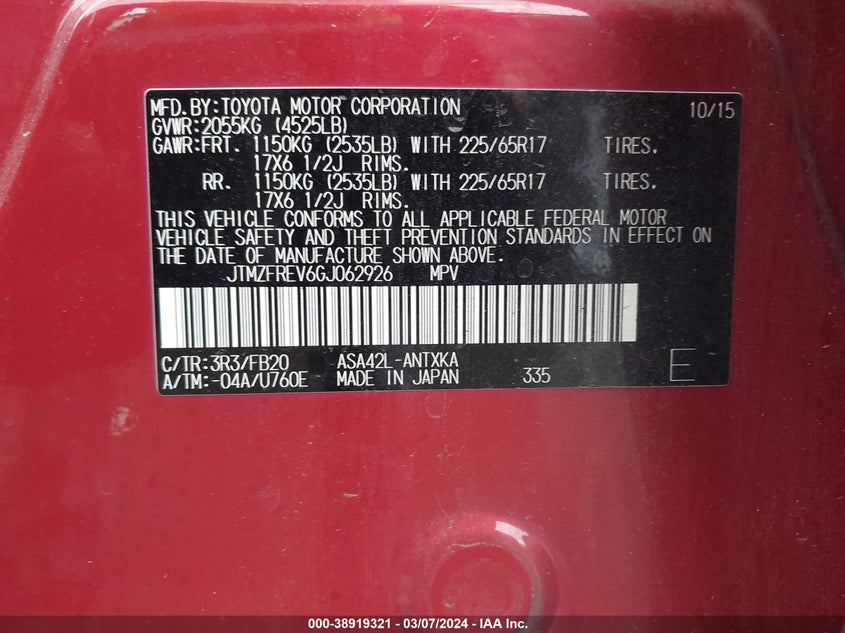 MFD. BY: TOYOTA MOTOR CORPORATION 10/15
GVWR: 2055KG (4525LB)
GAWR: FRT. 1150KG (2535LB) WITH 225/65R17 TIRES.
17X6 1/2J RIMS.
RR. 1150KG (2535LB) WITH 225/65R17 TIRES.
17X6 1/2J RIMS.
THIS VEHICLE CONFORMS TO ALL APPLICABLE FEDERAL MOTOR
VEHICLE SAFETY AND THEFT PREVENTION STANDARDS IN EFFECT ON
THE DATE OF MANUFACTURE SHOWN ABOVE.
JTMZFREV6GJ062926 MPV
C/TR: 3R3/FB20 ASA42L-ANTXKA
A/TM: -04A/U760E MADE IN JAPAN 335 E
000-38919321 - 03/07/2024 - IAA Inc.